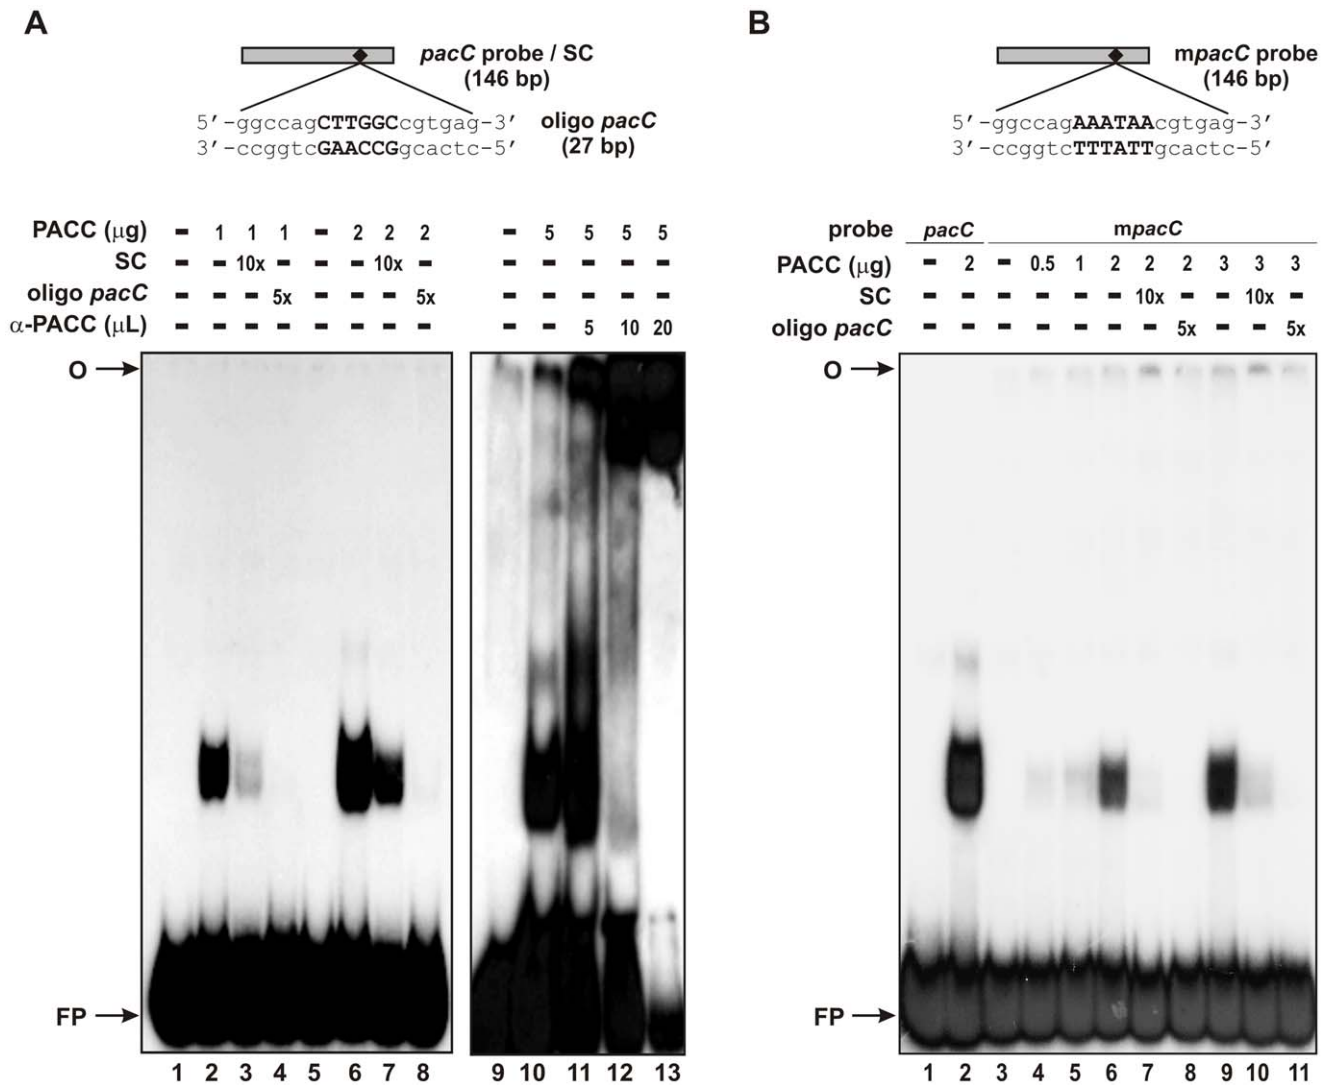 A
pacC probe / SC
(146 bp)
5′-ggccagCTTGGCcgtgag-3′
3′-ccggtcGAACCGgcactc-5′
oligo pacC
(27 bp)
PACC (μg) - 1 1 1 - 2 2 2 - 5 5 5 5
SC - - 10x - - - 10x - - - - - -
oligo pacC - - - 5x - - - 5x - - - - -
α-PACC (μL) - - - - - - - - - - 5 10 20
O
FP
1 2 3 4 5 6 7 8 9 10 11 12 13
B
mpacC probe
(146 bp)
5′-ggccagAAATAAcgtgag-3′
3′-ccggtcTTTATTgcactc-5′
probe pacC mpacC
PACC (μg) - 2 - 0.5 1 2 2 2 3 3 3
SC - - - - - - 10x - - 10x -
oligo pacC - - - - - - - 5x - - 5x
O
FP
1 2 3 4 5 6 7 8 9 10 11